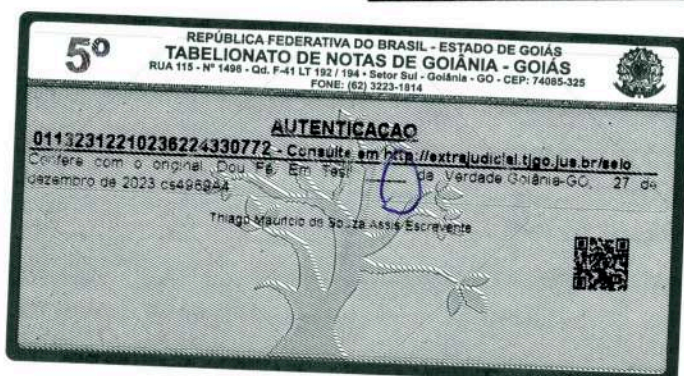 5º
REPÚBLICA FEDERATIVA DO BRASIL - ESTADO DE GOIÁS
TABELIONATO DE NOTAS DE GOIÂNIA - GOIÁS
RUA 115 - Nº 1498 - Qd. F-41 LT 192 / 194 • Setor Sul - Goiânia - GO - CEP: 74085-325
FONE: (62) 3223-1814
AUTENTICAÇÃO
01132312210236224330772 - Consulte em http://extrajudicial.tjgo.jus.br/selo
Confere com o original. Dou Fé. Em Test da Verdade Goiânia-GO, 27 de
dezembro de 2023 cs4989A4
Thiago Mauricio de Souza Assis Escrevente